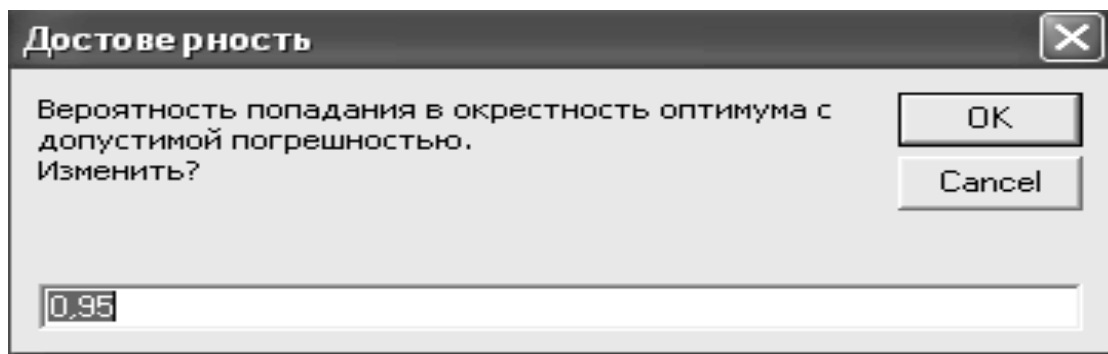 Достоверность
Вероятность попадания в окрестность оптимума с
допустимой погрешностью.
Изменить?
OK
Cancel
0,95